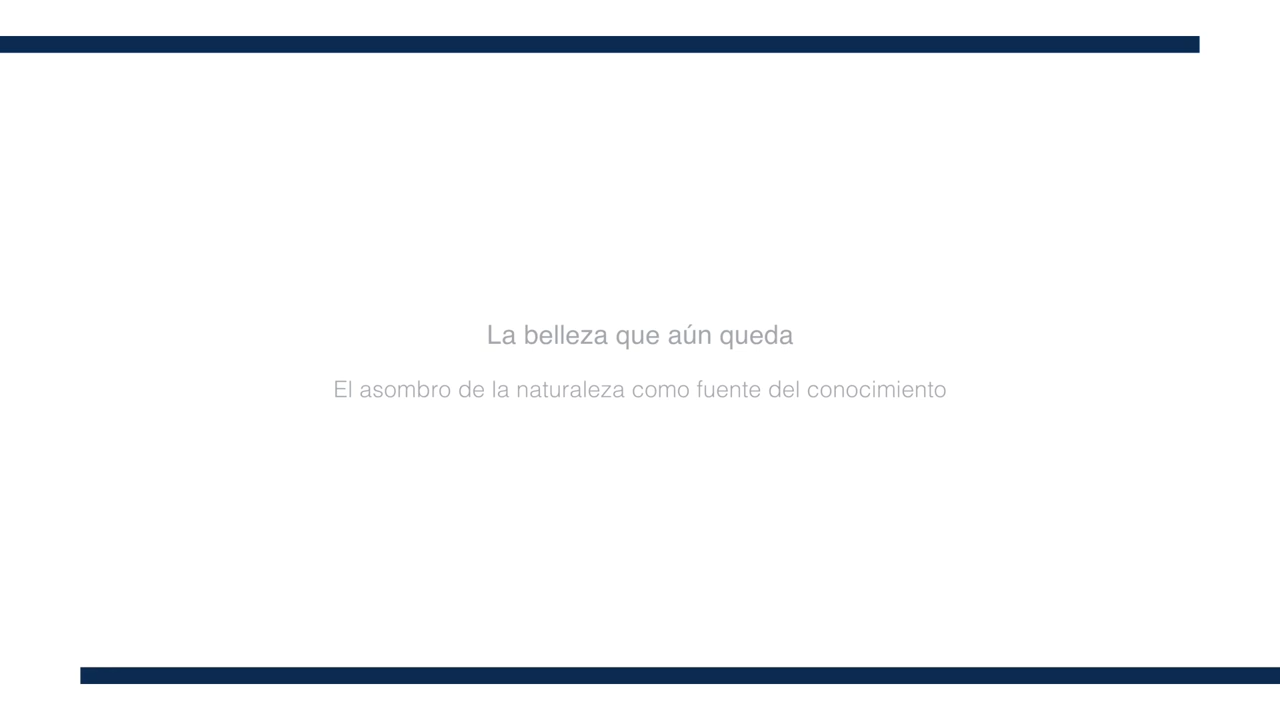 La belleza que aún queda
El asombro de la naturaleza como fuente del conocimiento